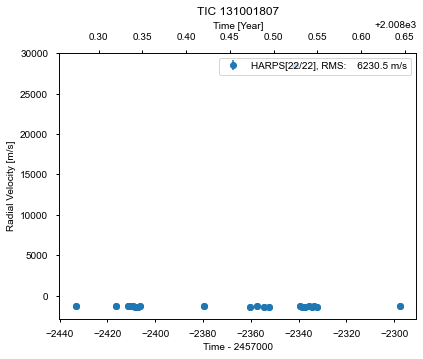 TIC 131001807
Time [Year]
+2.008e3
0.30 0.35 0.40 0.45 0.50 0.55 0.60 0.65
HARPS[22/22], RMS: 6230.5 m/s
30000
25000
20000
15000
10000
5000
0
Radial Velocity [m/s]
−2440 −2420 −2400 −2380 −2360 −2340 −2320 −2300
Time - 2457000